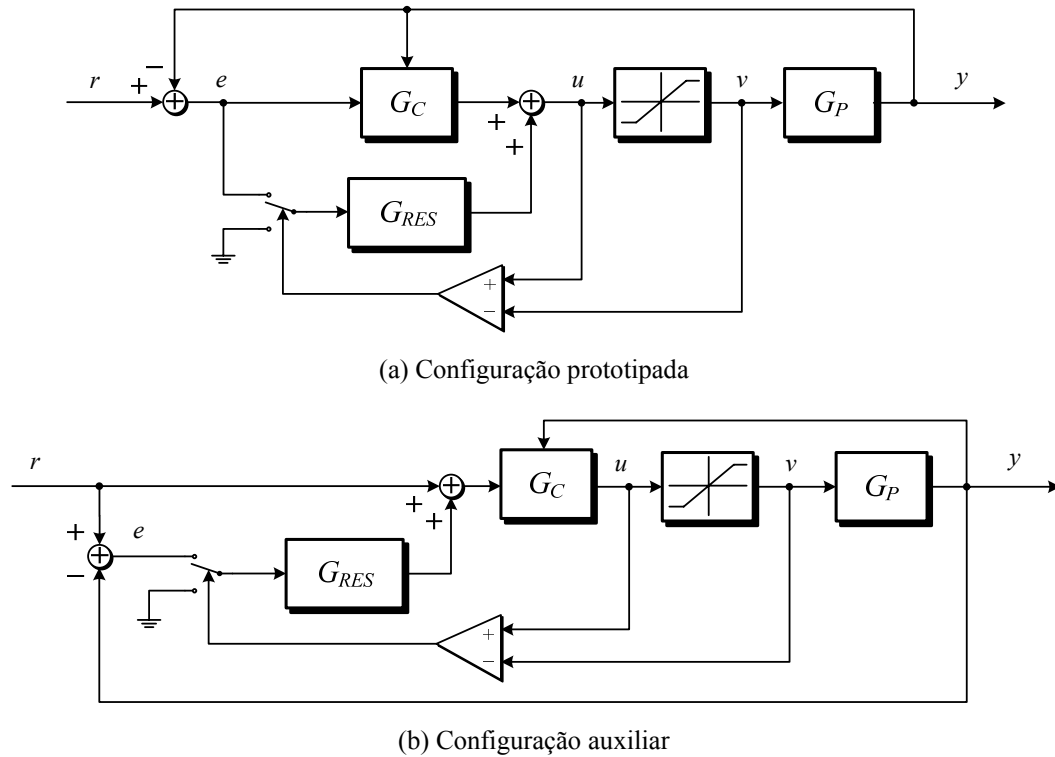 r
+
−
e
G_C
+
+
u
v
G_P
y
G_RES
+
−
(a) Configuração prototipada
r
+
−
e
+
+
G_C
u
v
G_P
y
G_RES
+
−
(b) Configuração auxiliar